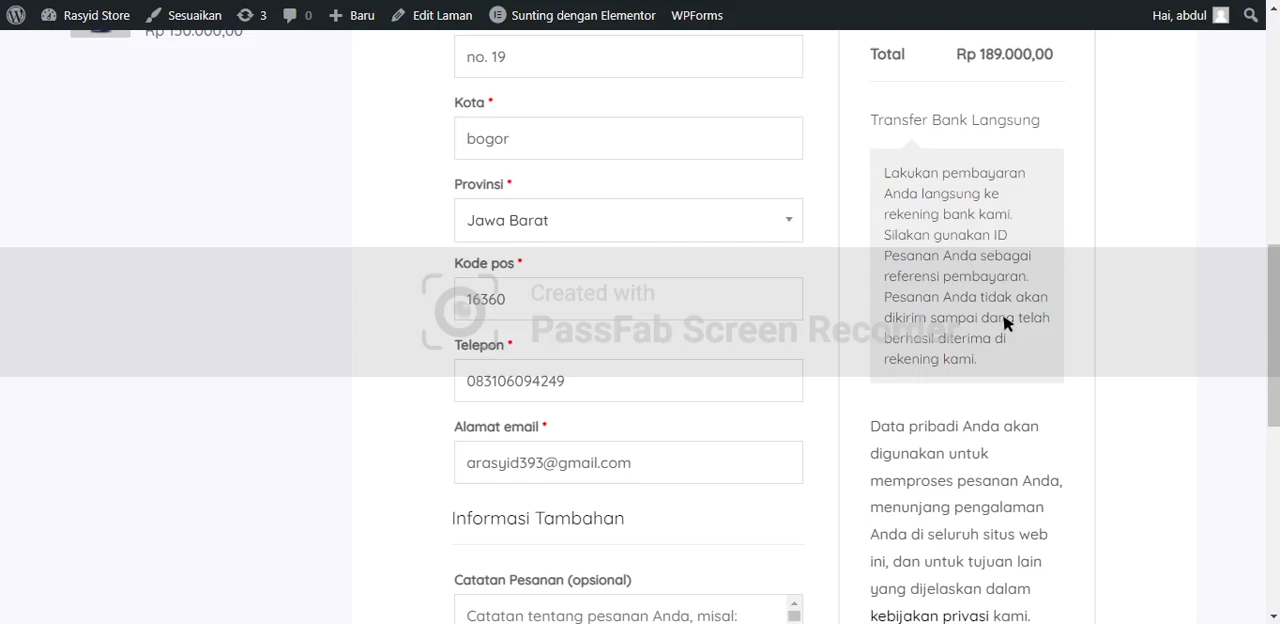 Rasyid Store
Sesuaikan
3
0
Baru
Edit Laman
Sunting dengan Elementor
WPForms
Hai, abdul
Rp 150.000,00
no. 19
Kota *
bogor
Provinsi *
Jawa Barat
Kode pos *
16360
Telepon *
083106094249
Alamat email *
arasyid393@gmail.com
Informasi Tambahan
Catatan Pesanan (opsional)
Catatan tentang pesanan Anda, misal:
Total Rp 189.000,00
Transfer Bank Langsung
Lakukan pembayaran
Anda langsung ke
rekening bank kami.
Silakan gunakan ID
Pesanan Anda sebagai
referensi pembayaran.
Pesanan Anda tidak akan
dikirim sampai dana telah
berhasil diterima di
rekening kami.
Data pribadi Anda akan
digunakan untuk
memproses pesanan Anda,
menunjang pengalaman
Anda di seluruh situs web
ini, dan untuk tujuan lain
yang dijelaskan dalam
kebijakan privasi kami.
Created with
PassFab Screen Recorder